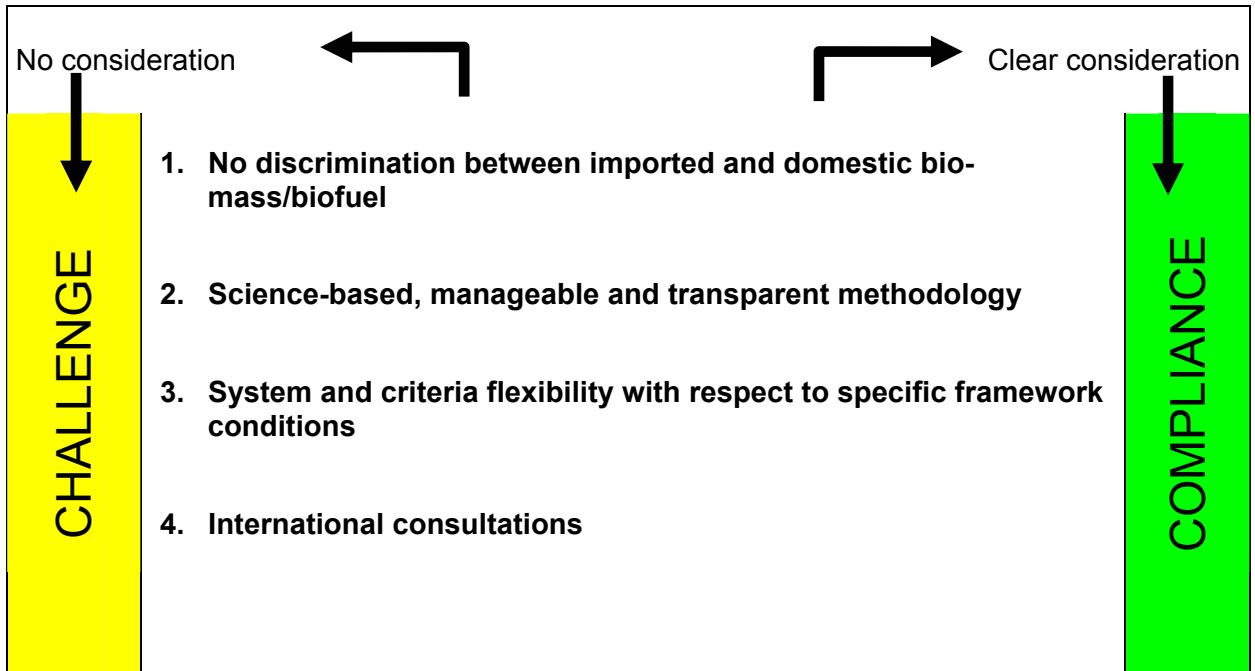 No consideration
Clear consideration
1. No discrimination between imported and domestic bio-
mass/biofuel
2. Science-based, manageable and transparent methodology
3. System and criteria flexibility with respect to specific framework
conditions
4. International consultations
CHALLENGE
COMPLIANCE